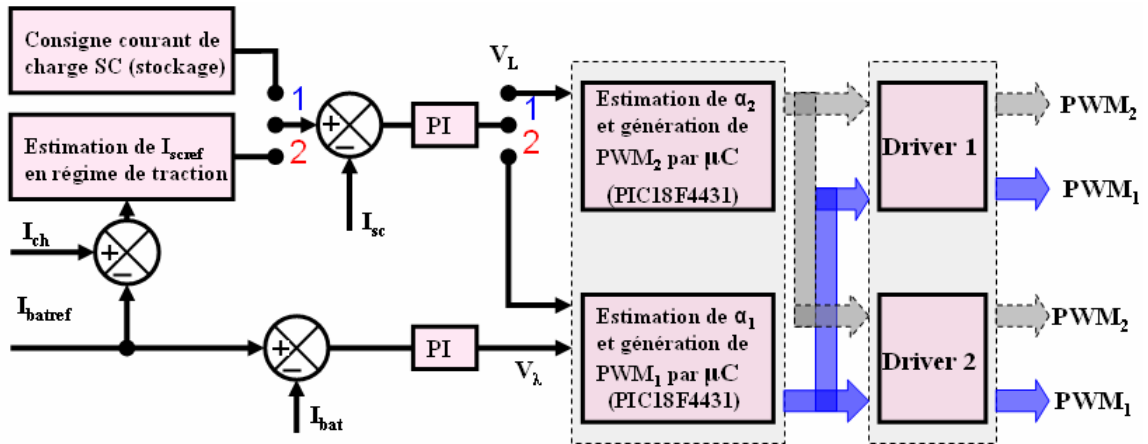 Consigne courant de
charge SC (stockage)
Estimation de Iscref
en régime de traction
Ich
Ibatref
1
2
+
−
+
−
+
−
Isc
Ibat
PI
PI
VL
Vλ
1
2
Estimation de α2
et génération de
PWM2 par μC
(PIC18F4431)
Estimation de α1
et génération de
PWM1 par μC
(PIC18F4431)
Driver 1
Driver 2
PWM2
PWM1
PWM2
PWM1